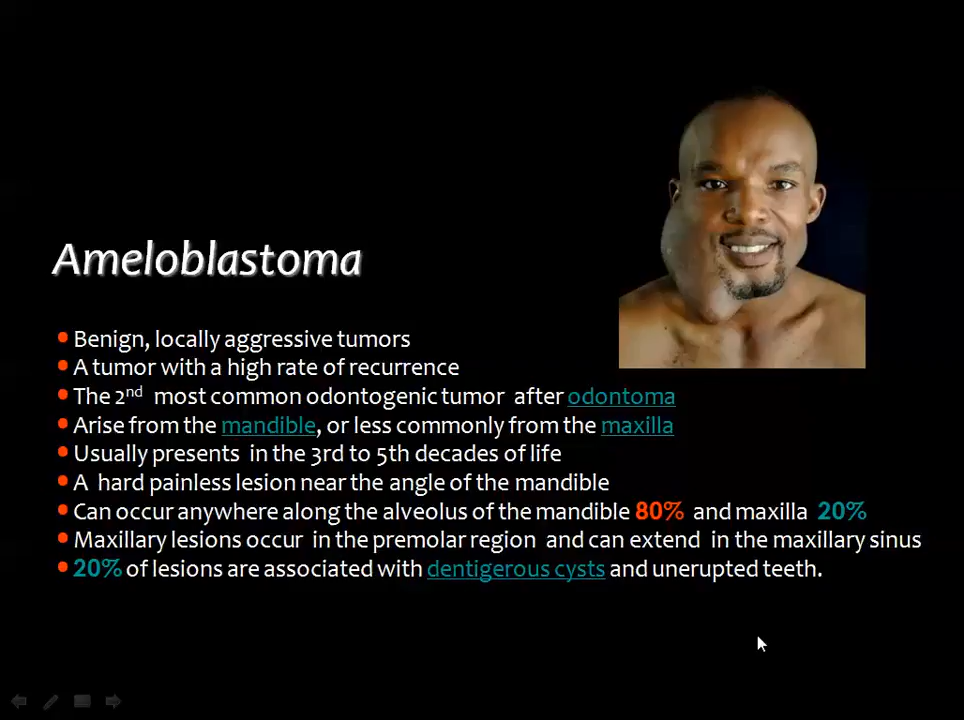 Ameloblastoma
Benign, locally aggressive tumors
A tumor with a high rate of recurrence
The 2nd most common odontogenic tumor after odontoma
Arise from the mandible, or less commonly from the maxilla
Usually presents in the 3rd to 5th decades of life
A hard painless lesion near the angle of the mandible
Can occur anywhere along the alveolus of the mandible 80% and maxilla 20%
Maxillary lesions occur in the premolar region and can extend in the maxillary sinus
20% of lesions are associated with dentigerous cysts and unerupted teeth.